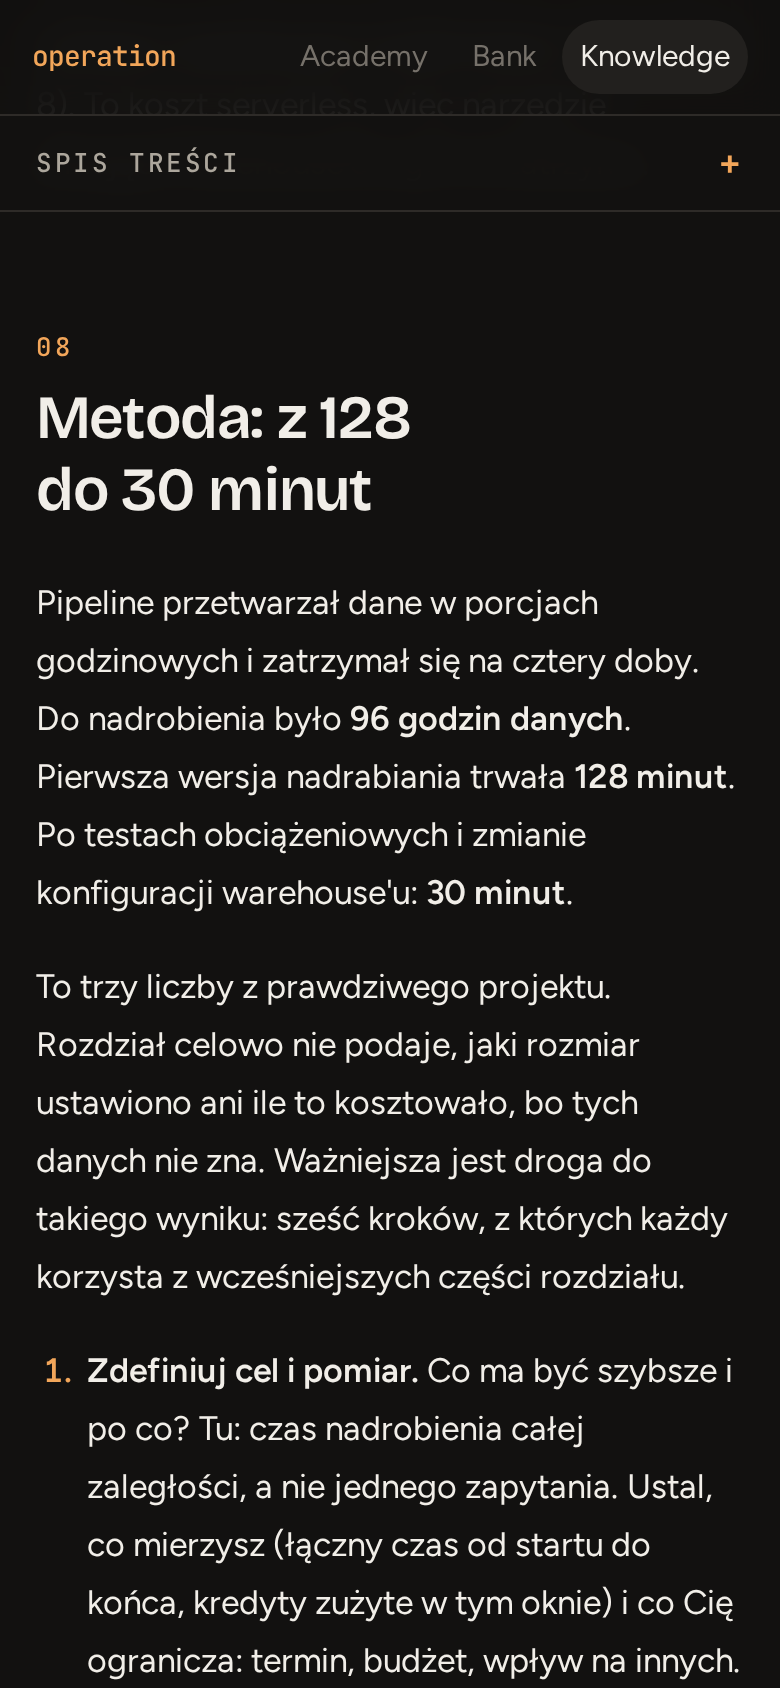 operation
Academy
Bank
Knowledge
8). To koszt serverless, więc narzędzie
SPIS TREŚCI
+
08
Metoda: z 128
do 30 minut
Pipeline przetwarzał dane w porcjach
godzinowych i zatrzymał się na cztery doby.
Do nadrobienia było 96 godzin danych.
Pierwsza wersja nadrabiania trwała 128 minut.
Po testach obciążeniowych i zmianie
konfiguracji warehouse'u: 30 minut.
To trzy liczby z prawdziwego projektu.
Rozdział celowo nie podaje, jaki rozmiar
ustawiono ani ile to kosztowało, bo tych
danych nie zna. Ważniejsza jest droga do
takiego wyniku: sześć kroków, z których każdy
korzysta z wcześniejszych części rozdziału.
1. Zdefiniuj cel i pomiar. Co ma być szybsze i
po co? Tu: czas nadrobienia całej
zaległości, a nie jednego zapytania. Ustal,
co mierzysz (łączny czas od startu do
końca, kredyty zużyte w tym oknie) i co Cię
ogranicza: termin, budżet, wpływ na innych.